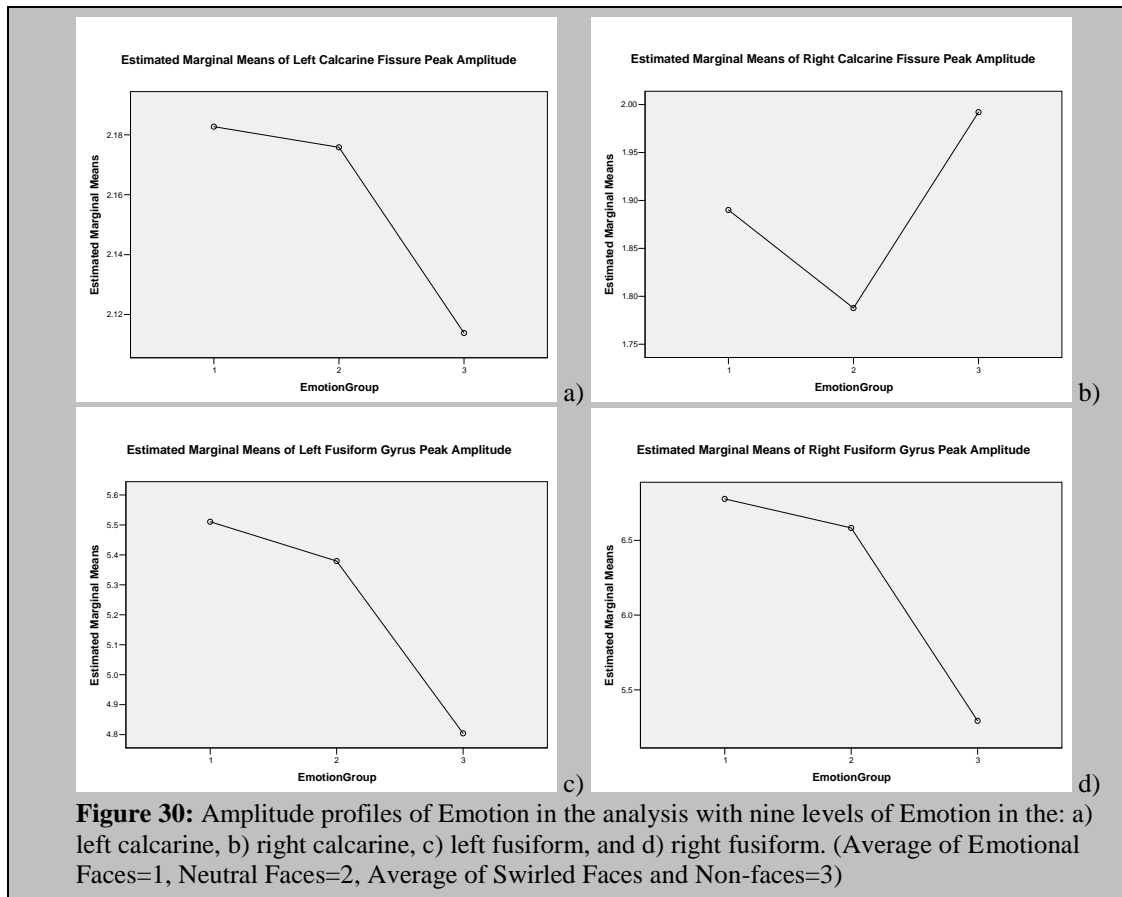 Estimated Marginal Means of Left Calcarine Fissure Peak Amplitude
Estimated Marginal Means
2.18
2.16
2.14
2.12
1 2 3
EmotionGroup
a)
Estimated Marginal Means of Right Calcarine Fissure Peak Amplitude
Estimated Marginal Means
2.00
1.95
1.90
1.85
1.80
1.75
1 2 3
EmotionGroup
b)
Estimated Marginal Means of Left Fusiform Gyrus Peak Amplitude
Estimated Marginal Means
5.6
5.5
5.4
5.3
5.2
5.1
5.0
4.9
4.8
1 2 3
EmotionGroup
c)
Estimated Marginal Means of Right Fusiform Gyrus Peak Amplitude
Estimated Marginal Means
6.5
6.0
5.5
1 2 3
EmotionGroup
d)
Figure 30: Amplitude profiles of Emotion in the analysis with nine levels of Emotion in the: a)
left calcarine, b) right calcarine, c) left fusiform, and d) right fusiform. (Average of Emotional
Faces=1, Neutral Faces=2, Average of Swirled Faces and Non-faces=3)